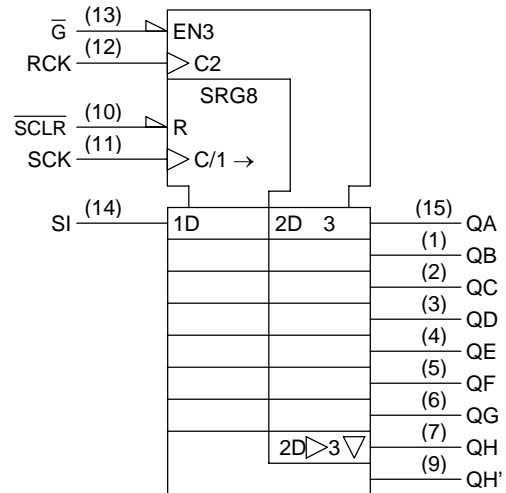 G̅ (13) EN3
RCK (12) C2
SRG8
S̅C̅L̅R̅ (10) R
SCK (11) C/1 →
SI (14) 1D 2D 3 (15) QA
(1) QB
(2) QC
(3) QD
(4) QE
(5) QF
(6) QG
2D▷3 ▽ (7) QH
(9) QH'